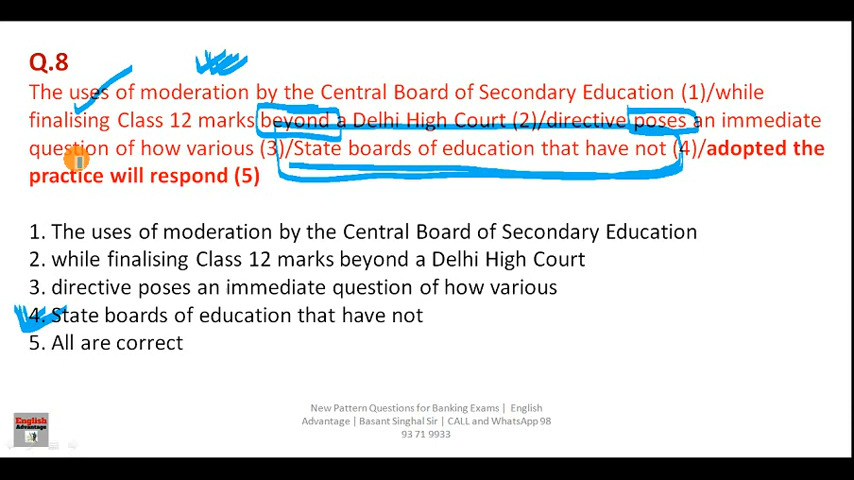 Q.8
The uses of moderation by the Central Board of Secondary Education (1)/while
finalising Class 12 marks beyond a Delhi High Court (2)/directive poses an immediate
question of how various (3)/State boards of education that have not (4)/adopted the
practice will respond (5)
1. The uses of moderation by the Central Board of Secondary Education
2. while finalising Class 12 marks beyond a Delhi High Court
3. directive poses an immediate question of how various
4. State boards of education that have not
5. All are correct
New Pattern Questions for Banking Exams | English
Advantage | Basant Singhal Sir | CALL and WhatsApp 98
93 71 9933
English
Advantage